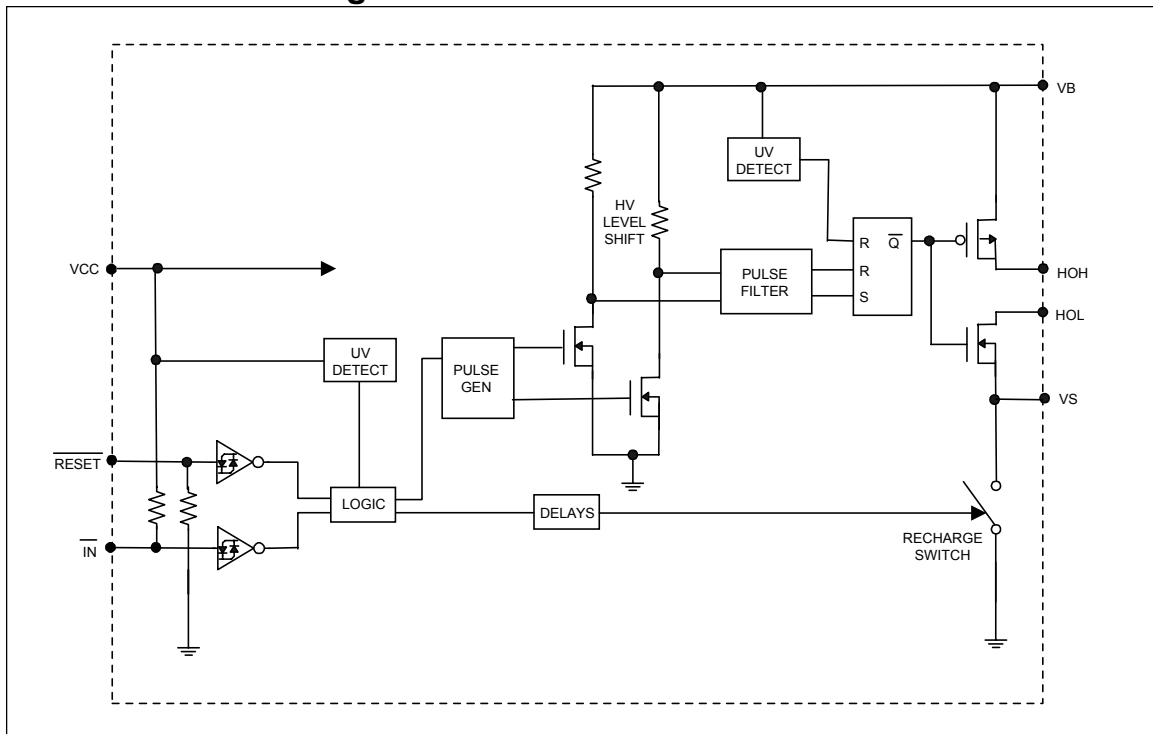 VB
UV
DETECT
HV
LEVEL
SHIFT
R
Q
R
S
VCC
PULSE
FILTER
HOH
HOL
UV
DETECT
PULSE
GEN
VS
RESET
LOGIC
DELAYS
IN
RECHARGE
SWITCH